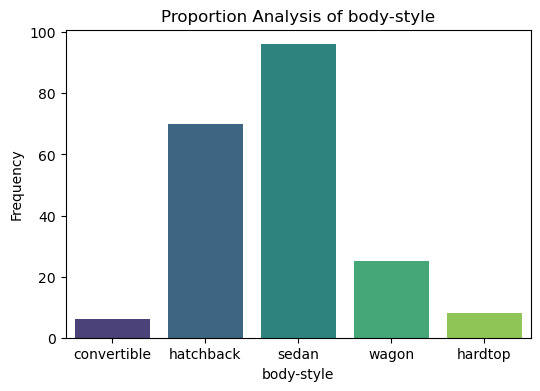 Proportion Analysis of body-style
100
80
60
40
20
0
Frequency
convertible hatchback sedan wagon hardtop
body-style